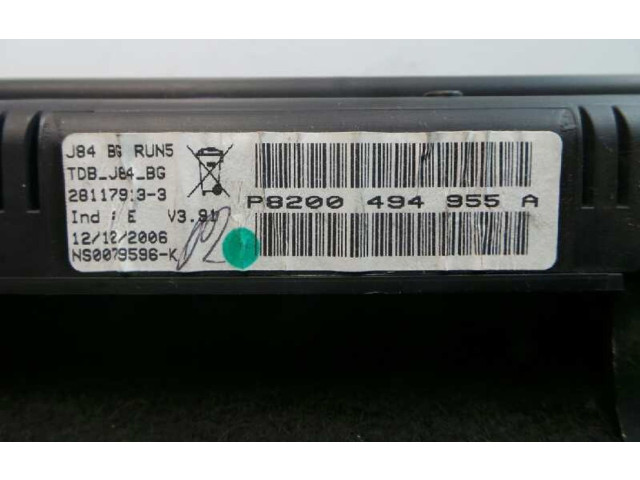 J84 BG RUN5
TDB_J84_BG
28117913-3
Ind : E V3.91
12/12/2006
NS0079596-K
P8200 494 955 A